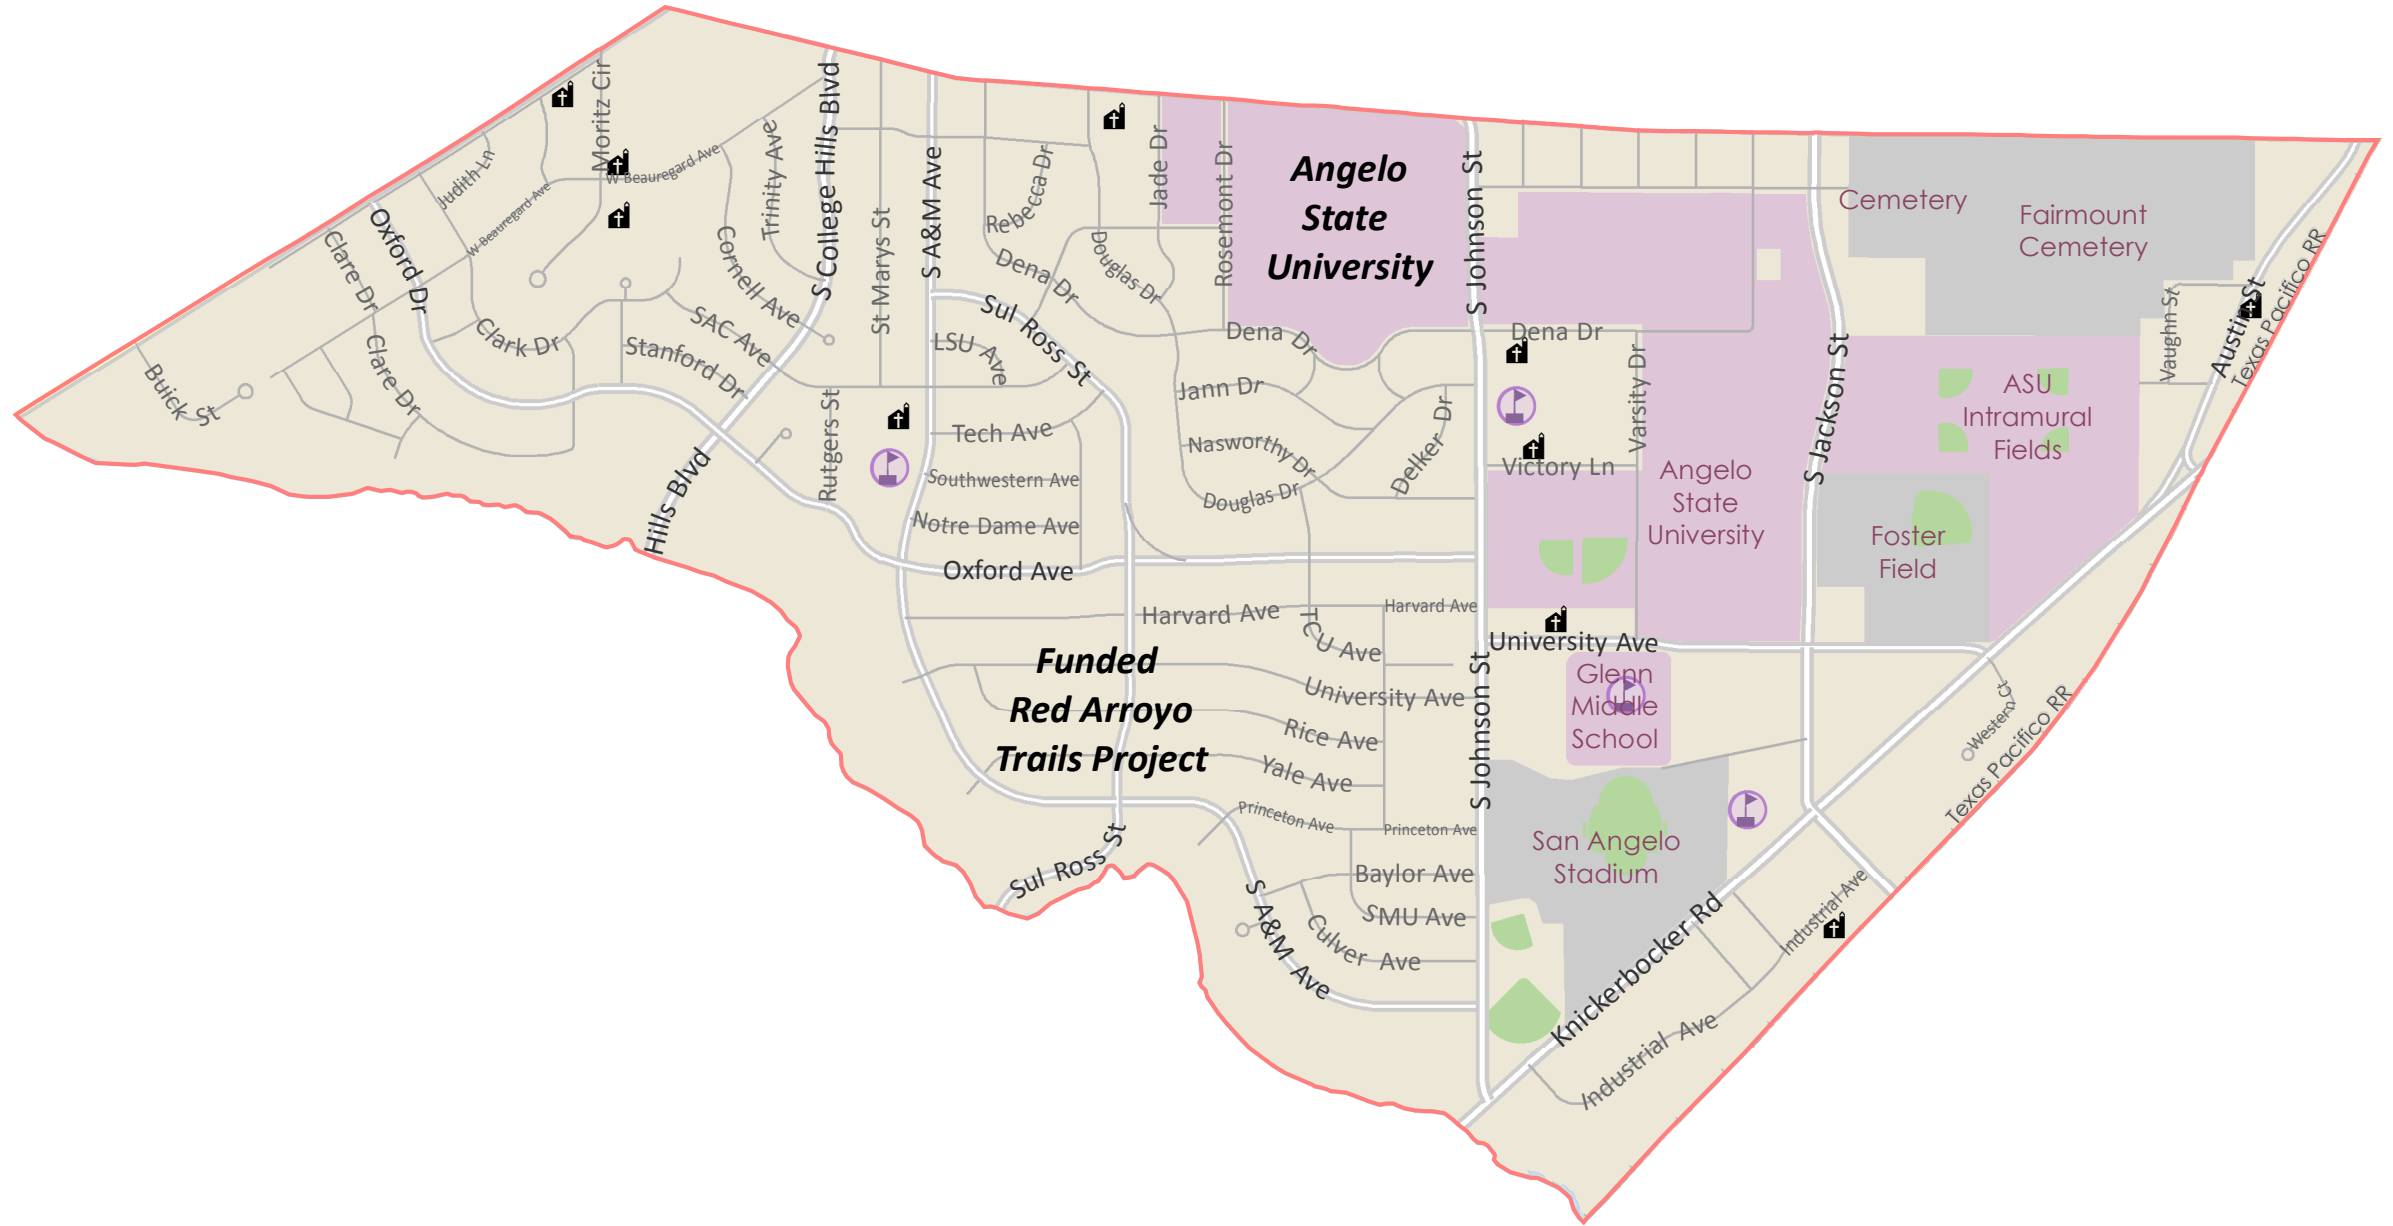 Moritz Cir
Judith Ln
W Beauregard Ave
W Beauregard Ave
Oxford Dr
Clare Dr
Clare Dr
Buick St
Clark Dr
Stanford Dr
SAC Ave
Cornell Ave
Trinity Ave
S College Hills Blvd
Hills Blvd
St Marys St
S A&M Ave
Rutgers St
Rebecca Dr
Dena Dr
Douglas Dr
Jade Dr
Rosemont Dr
Angelo
State
University
S Johnson St
Cemetery
Fairmount
Cemetery
Texas Pacifico RR
Austin St
Vaughn St
Sul Ross St
LSU Ave
Tech Ave
Southwestern Ave
Notre Dame Ave
Oxford Ave
Dena Dr
Jann Dr
Nasworthy Dr
Douglas Dr
Delker Dr
Dena Dr
Varsity Dr
Victory Ln
Angelo
State
University
S Jackson St
ASU
Intramural
Fields
Foster
Field
Harvard Ave
Harvard Ave
TCU Ave
University Ave
University Ave
Funded
Red Arroyo
Trails Project
Rice Ave
Yale Ave
Princeton Ave
Princeton Ave
S Johnson St
Glenn
Middle
School
Western Ct
Texas Pacifico RR
San Angelo
Stadium
Sul Ross St
Baylor Ave
SMU Ave
Culver Ave
S A&M Ave
Knickerbocker Rd
Industrial Ave
Industrial Ave